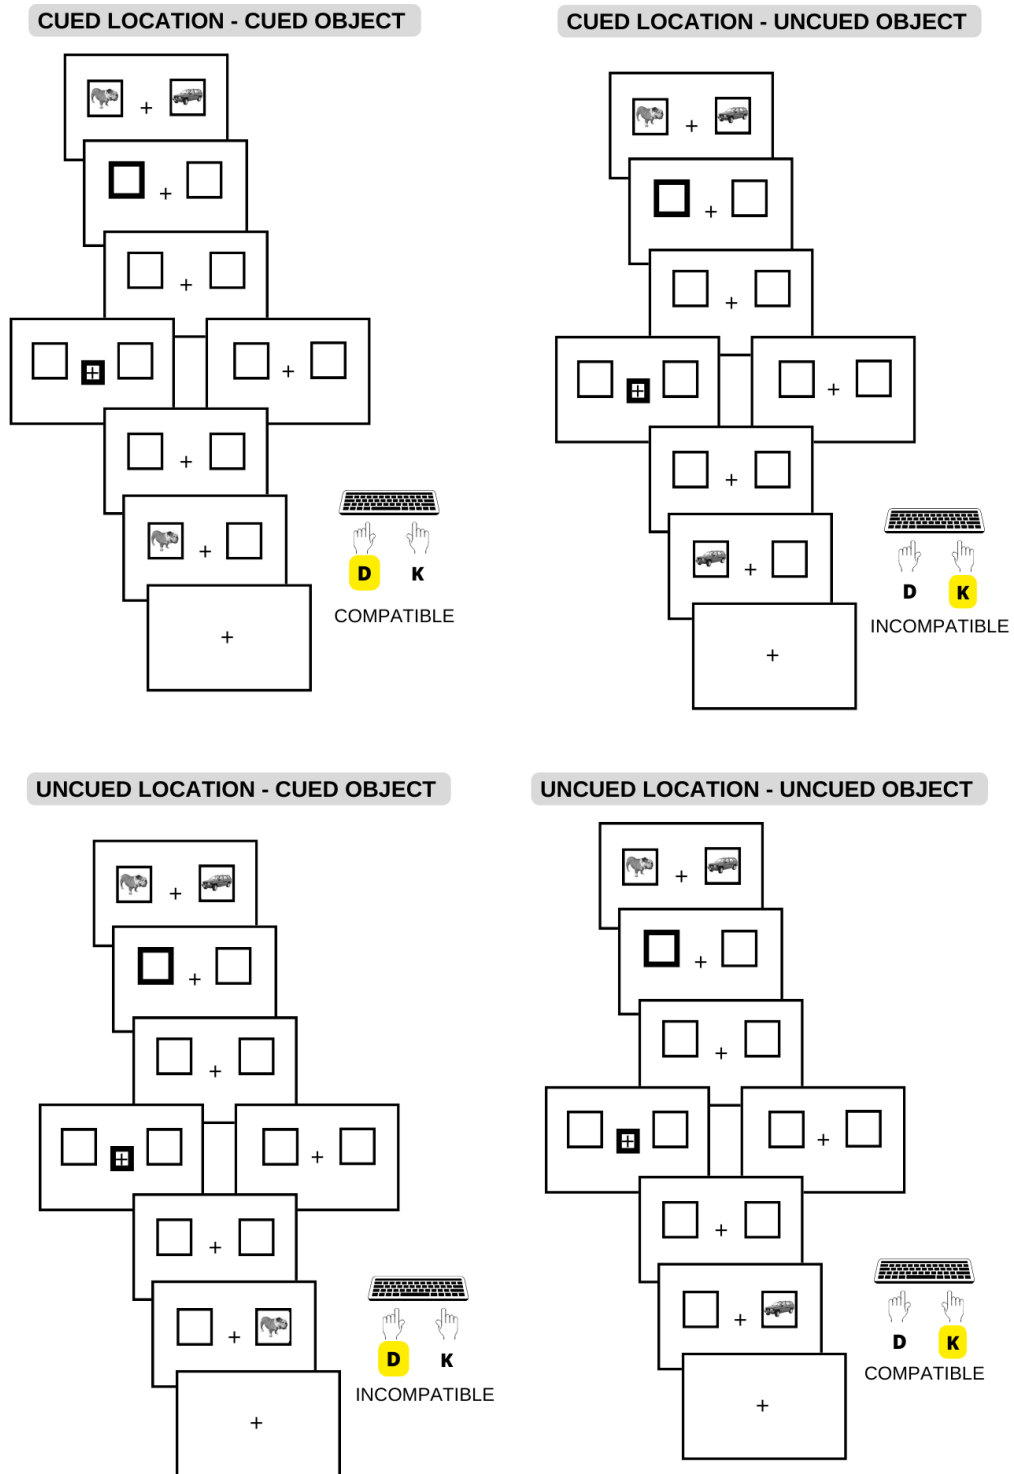 CUED LOCATION - CUED OBJECT
CUED LOCATION - UNCUED OBJECT
D K
COMPATIBLE
D K
INCOMPATIBLE
UNCUED LOCATION - CUED OBJECT
UNCUED LOCATION - UNCUED OBJECT
D K
INCOMPATIBLE
D K
COMPATIBLE